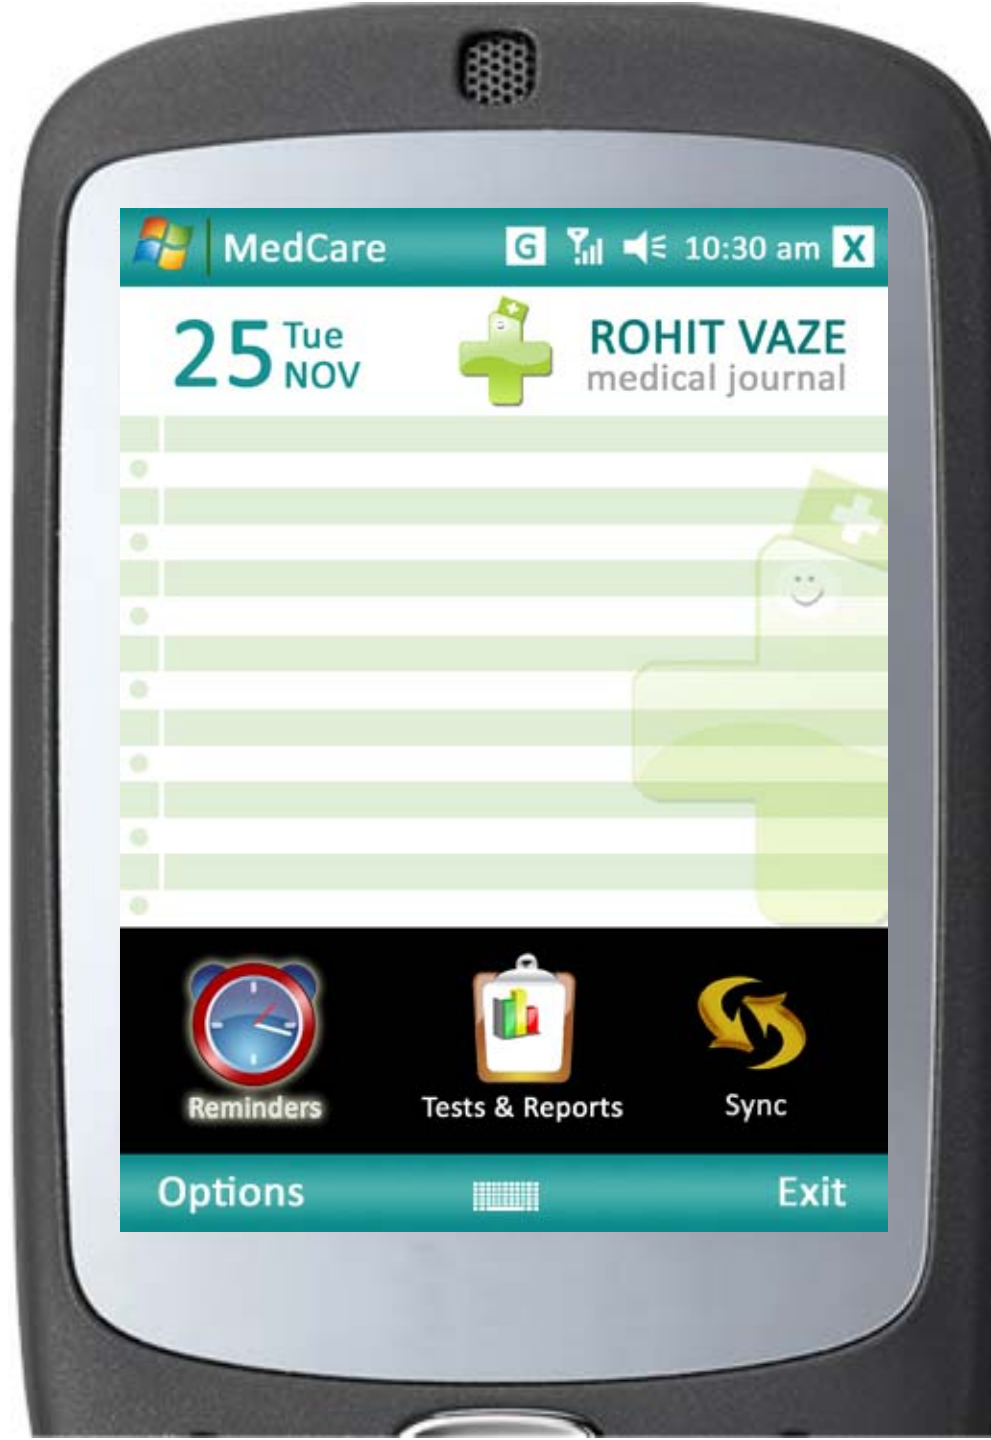 MedCare G 10:30 am X
25 Tue NOV
ROHIT VAZE
medical journal
Reminders Tests & Reports Sync
Options Exit